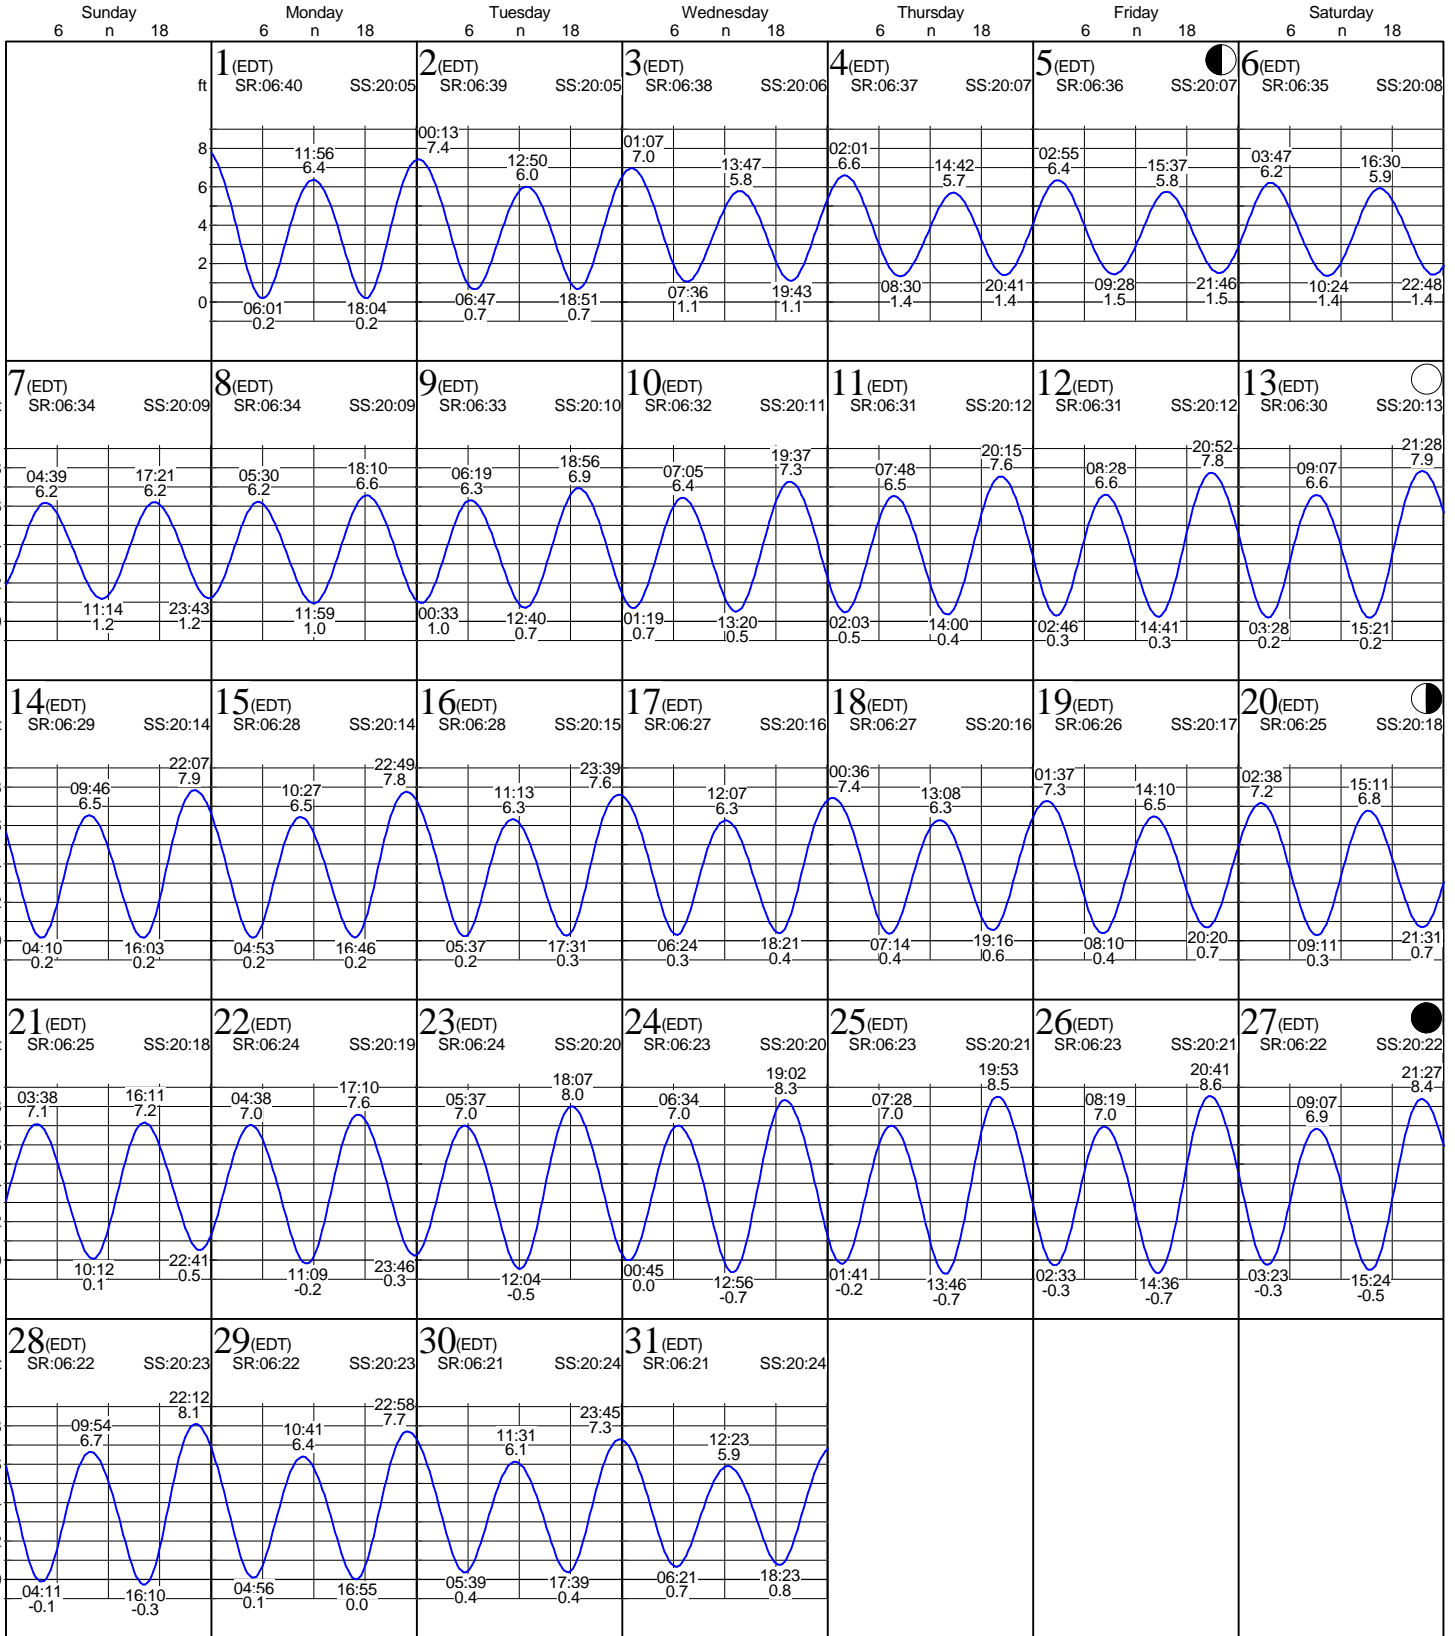 Sunday Monday Tuesday Wednesday Thursday Friday Saturday
6 n 18 6 n 18 6 n 18 6 n 18 6 n 18 6 n 18 6 n 18
1(EDT) 2(EDT) 3(EDT) 4(EDT) 5(EDT) 6(EDT)
ft SR:06:40 SS:20:05 SR:06:39 SS:20:05 SR:06:38 SS:20:06 SR:06:37 SS:20:07 SR:06:36 SS:20:07 SR:06:35 SS:20:08
8
6
4
2
0
11:56 00:13 12:50 01:07 13:47 02:01 14:42 02:55 15:37 03:47 16:30
6.4 7.4 6.0 7.0 5.8 6.6 5.7 6.4 5.8 6.2 5.9
06:01 18:04 06:47 18:51 07:36 19:43 08:30 20:41 09:28 21:46 10:24 22:48
0.2 0.2 0.7 0.7 1.1 1.1 1.4 1.4 1.5 1.5 1.4 1.4
7(EDT) 8(EDT) 9(EDT) 10(EDT) 11(EDT) 12(EDT) 13(EDT)
SR:06:34 SS:20:09 SR:06:34 SS:20:09 SR:06:33 SS:20:10 SR:06:32 SS:20:11 SR:06:31 SS:20:12 SR:06:31 SS:20:12 SR:06:30 SS:20:13
04:39 17:21 05:30 18:10 06:19 18:56 07:05 19:37 07:48 20:15 08:28 20:52 09:07 21:28
6.2 6.2 6.2 6.6 6.3 6.9 6.4 7.3 6.5 7.6 6.6 7.8 6.6 7.9
11:14 23:43 11:59 00:33 12:40 01:19 13:20 02:03 14:00 02:46 14:41 03:28 15:21
1.2 1.2 1.0 1.0 0.7 0.7 0.5 0.5 0.4 0.3 0.3 0.2 0.2
14(EDT) 15(EDT) 16(EDT) 17(EDT) 18(EDT) 19(EDT) 20(EDT)
SR:06:29 SS:20:14 SR:06:28 SS:20:14 SR:06:28 SS:20:15 SR:06:27 SS:20:16 SR:06:27 SS:20:16 SR:06:26 SS:20:17 SR:06:25 SS:20:18
09:46 22:07 10:27 22:49 11:13 23:39 12:07 00:36 13:08 01:37 14:10 02:38 15:11
6.5 7.9 6.5 7.8 6.3 7.6 6.3 7.4 6.3 7.3 6.5 7.2 6.8
04:10 16:03 04:53 16:46 05:37 17:31 06:24 18:21 07:14 19:16 08:10 20:20 09:11 21:31
0.2 0.2 0.2 0.2 0.2 0.3 0.3 0.4 0.4 0.6 0.4 0.7 0.3 0.7
21(EDT) 22(EDT) 23(EDT) 24(EDT) 25(EDT) 26(EDT) 27(EDT)
SR:06:25 SS:20:18 SR:06:24 SS:20:19 SR:06:24 SS:20:20 SR:06:23 SS:20:20 SR:06:23 SS:20:21 SR:06:23 SS:20:21 SR:06:22 SS:20:22
03:38 16:11 04:38 17:10 05:37 18:07 06:34 19:02 07:28 19:53 08:19 20:41 09:07 21:27
7.1 7.2 7.0 7.6 7.0 8.0 7.0 8.3 7.0 8.5 7.0 8.6 6.9 8.4
10:12 22:41 11:09 23:46 12:04 00:45 12:56 01:41 13:46 02:33 14:36 03:23 15:24
0.1 0.5 -0.2 0.3 -0.5 0.0 -0.7 -0.2 -0.7 -0.3 -0.7 -0.3 -0.5
28(EDT) 29(EDT) 30(EDT) 31(EDT)
SR:06:22 SS:20:23 SR:06:22 SS:20:23 SR:06:21 SS:20:24 SR:06:21 SS:20:24
09:54 22:12 10:41 22:58 11:31 23:45 12:23
6.7 8.1 6.4 7.7 6.1 7.3 5.9
04:11 16:10 04:56 16:55 05:39 17:39 06:21 18:23
-0.1 -0.3 0.1 0.0 0.4 0.4 0.7 0.8